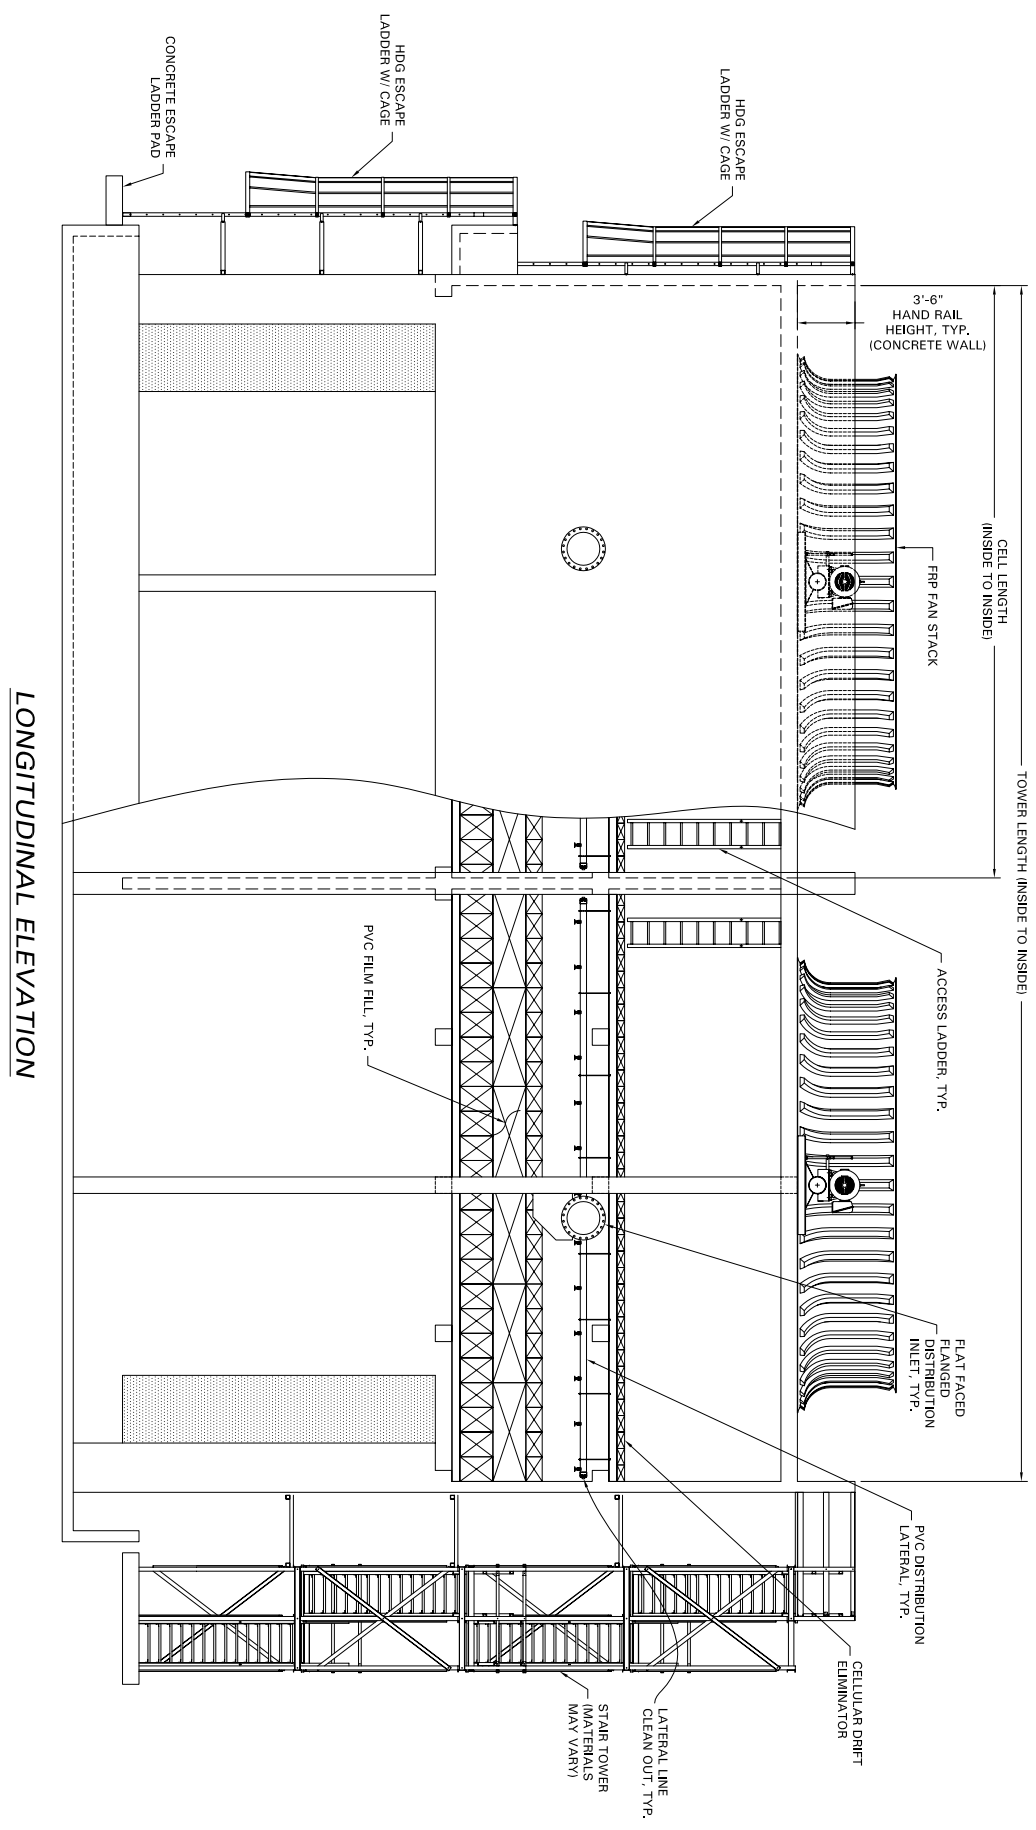 TOWER LENGTH (INSIDE TO INSIDE)
CELL LENGTH
(INSIDE TO INSIDE)
3'-6"
HAND RAIL
HEIGHT, TYP.
(CONCRETE WALL)
FRP FAN STACK
ACCESS LADDER, TYP.
FLAT FACED
FLANGED
DISTRIBUTION
INLET, TYP.
PVC DISTRIBUTION
LATERAL, TYP.
CELLULAR DRIFT
ELIMINATOR
LATERAL LINE
CLEAN OUT, TYP.
STAIR TOWER
(MATERIALS
MAY VARY)
HDG ESCAPE
LADDER W/ CAGE
HDG ESCAPE
LADDER W/ CAGE
CONCRETE ESCAPE
LADDER PAD
PVC FILM FILL, TYP.
LONGITUDINAL ELEVATION